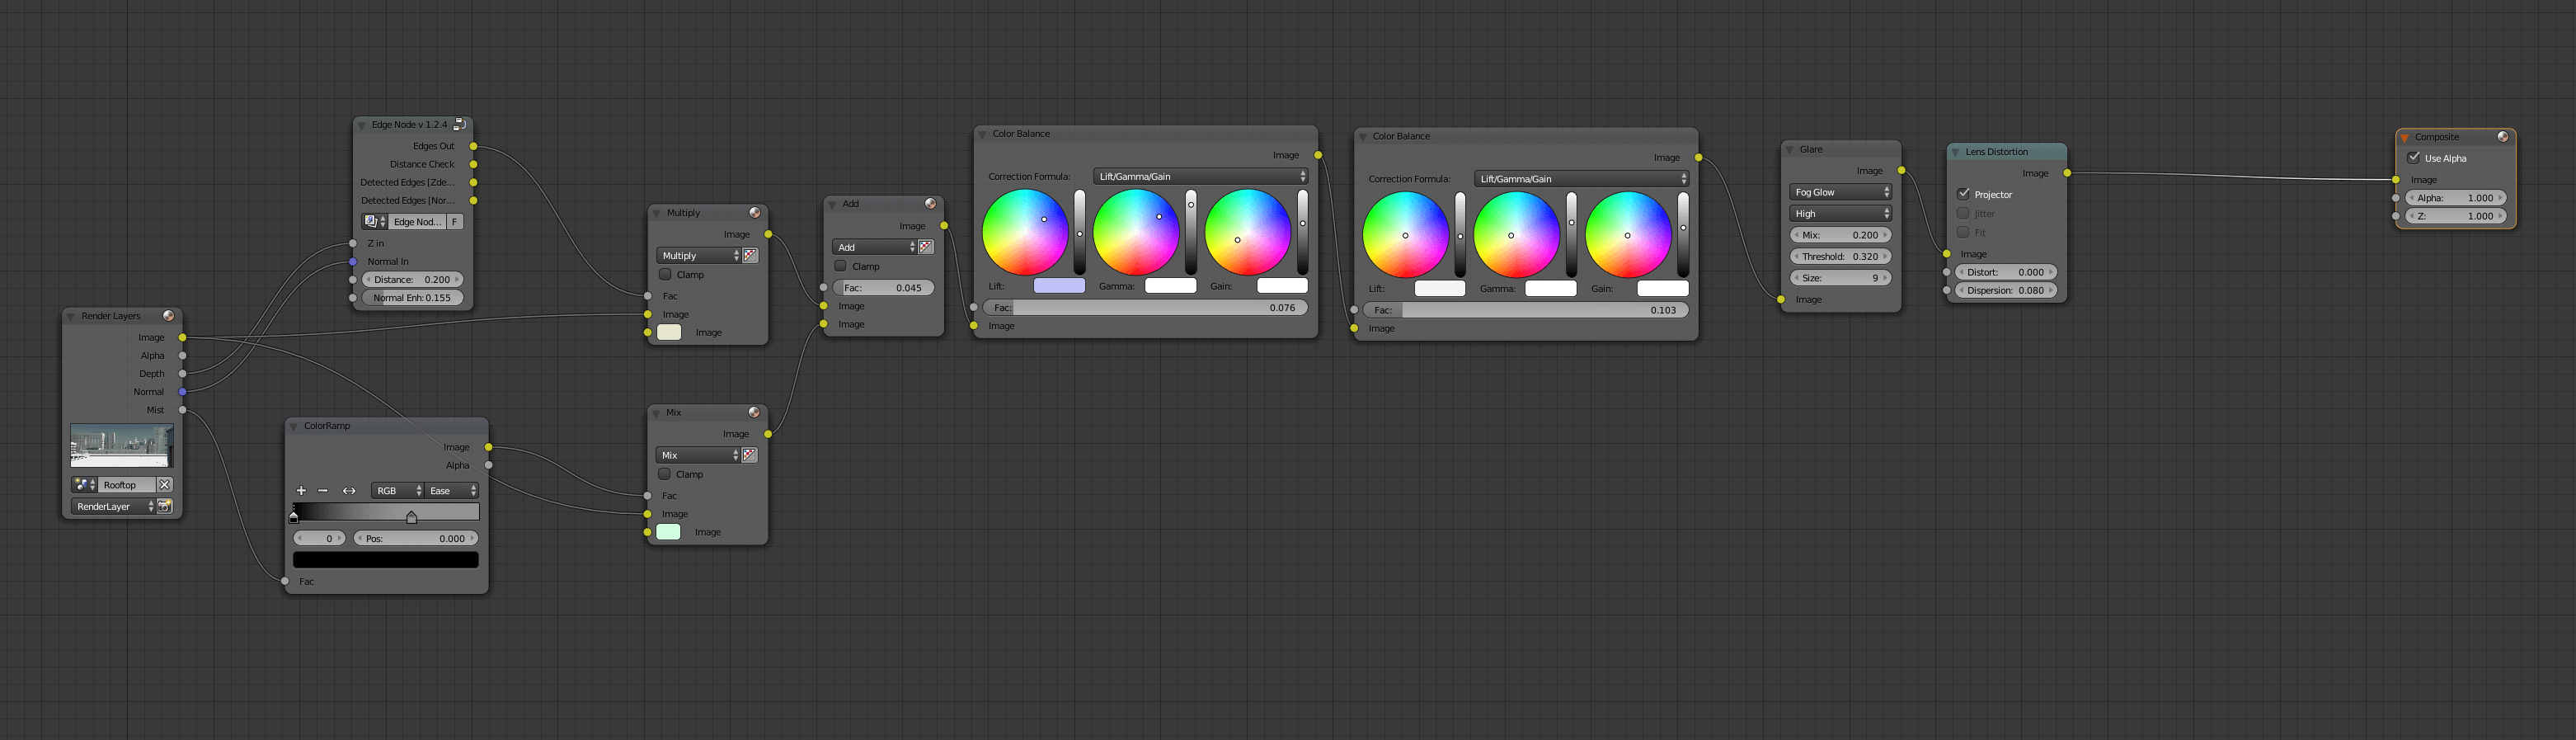 Render Layers
Image
Alpha
Depth
Normal
Mist
Rooftop
RenderLayer
Edge Node v 1.2.4
Edges Out
Distance Check
Detected Edges [Zde...
Detected Edges [Nor...
Edge Nod... F
Z in
Normal In
Distance: 0.200
Normal Enh: 0.155
ColorRamp
Image
Alpha
RGB Ease
0 Pos: 0.000
Fac
Multiply
Image
Multiply
Clamp
Fac
Image
Image
Mix
Image
Mix
Clamp
Fac
Image
Image
Add
Image
Add
Clamp
Fac: 0.045
Image
Image
Color Balance
Image
Correction Formula: Lift/Gamma/Gain
Lift: Gamma: Gain:
Fac: 0.076
Image
Color Balance
Image
Correction Formula: Lift/Gamma/Gain
Lift: Gamma: Gain:
Fac: 0.103
Image
Glare
Image
Fog Glow
High
Mix: 0.200
Threshold: 0.320
Size: 9
Image
Lens Distortion
Image
Projector
Jitter
Fit
Image
Distort: 0.000
Dispersion: 0.080
Composite
Use Alpha
Image
Alpha: 1.000
Z: 1.000